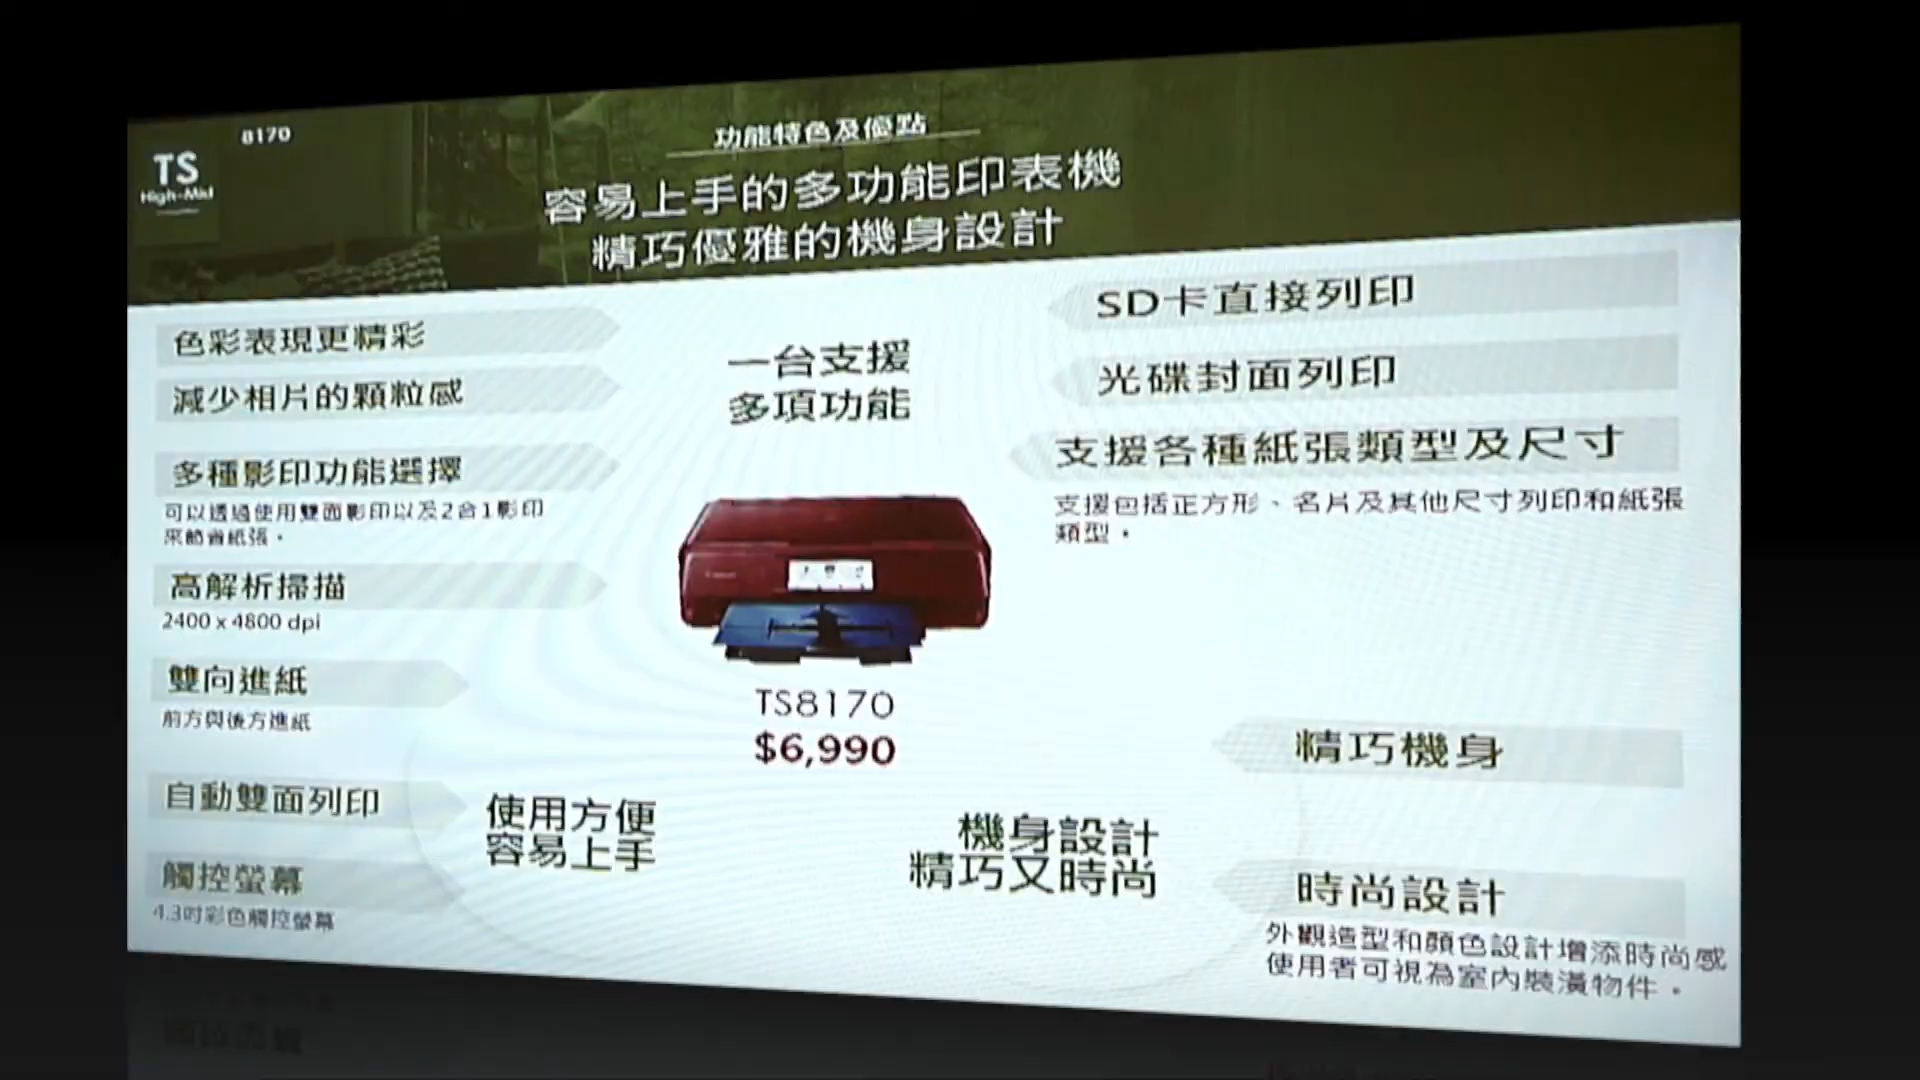 8170
TS
High-Mid
功能特色及優點
容易上手的多功能印表機
精巧優雅的機身設計
色彩表現更精彩
減少相片的顆粒感
多種影印功能選擇
可以透過使用雙面影印以及2合1影印
來節省紙張。
高解析掃描
2400 x 4800 dpi
雙向進紙
前方與後方進紙
自動雙面列印
觸控螢幕
4.3吋彩色觸控螢幕
一台支援
多項功能
TS8170
$6,990
使用方便
容易上手
機身設計
精巧又時尚
SD卡直接列印
光碟封面列印
支援各種紙張類型及尺寸
支援包括正方形、名片及其他尺寸列印和紙張
類型。
精巧機身
時尚設計
外觀造型和顏色設計增添時尚感
使用者可視為室內裝潢物件。